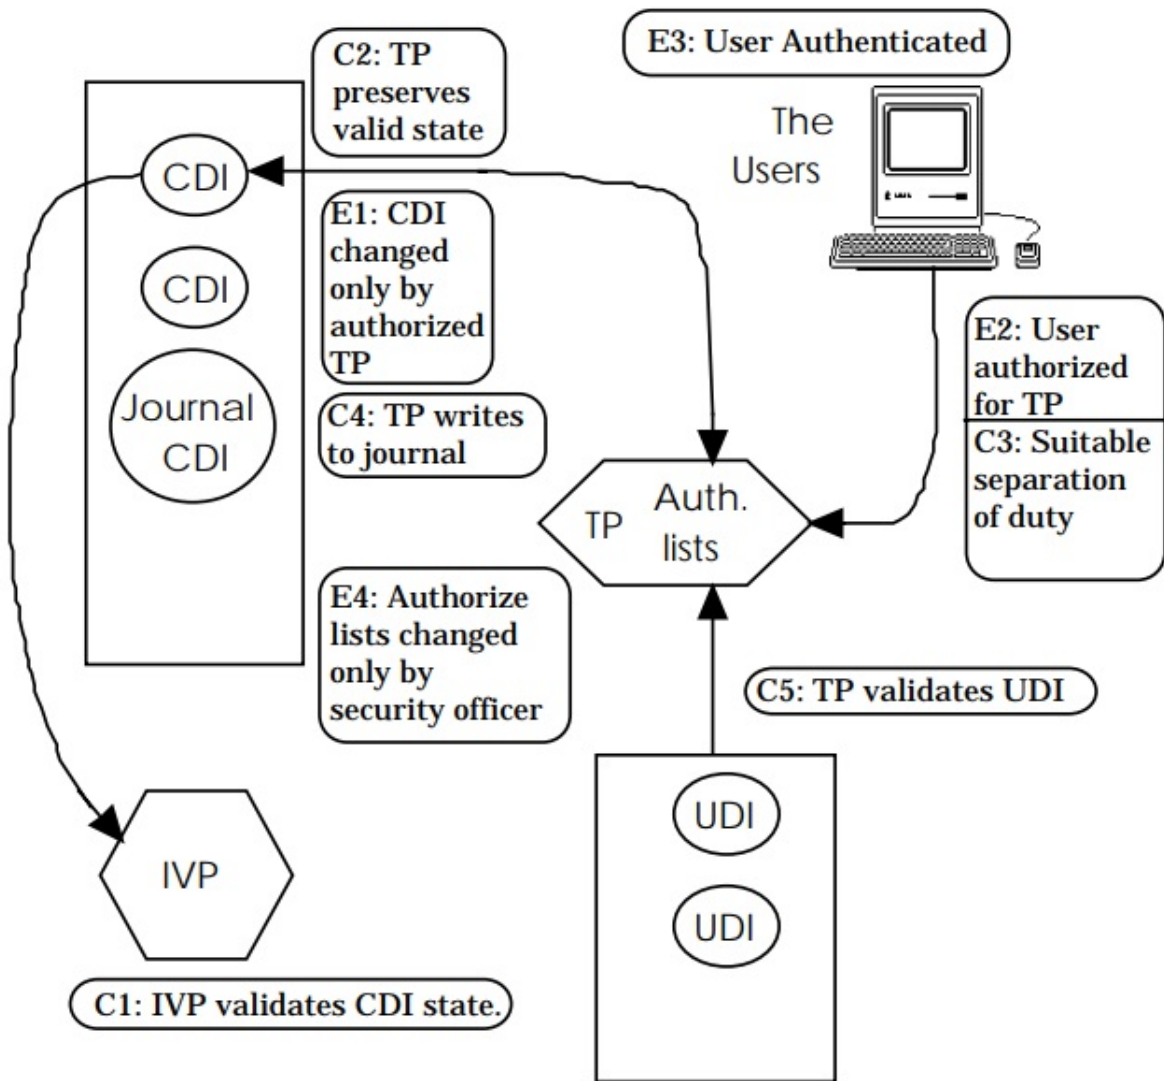 C2: TP
preserves
valid state
E3: User Authenticated
The
Users
CDI
E1: CDI
changed
only by
authorized
TP
CDI
E2: User
authorized
for TP
C3: Suitable
separation
of duty
Journal
CDI
C4: TP writes
to journal
TP
Auth.
lists
E4: Authorize
lists changed
only by
security officer
C5: TP validates UDI
UDI
UDI
IVP
C1: IVP validates CDI state.